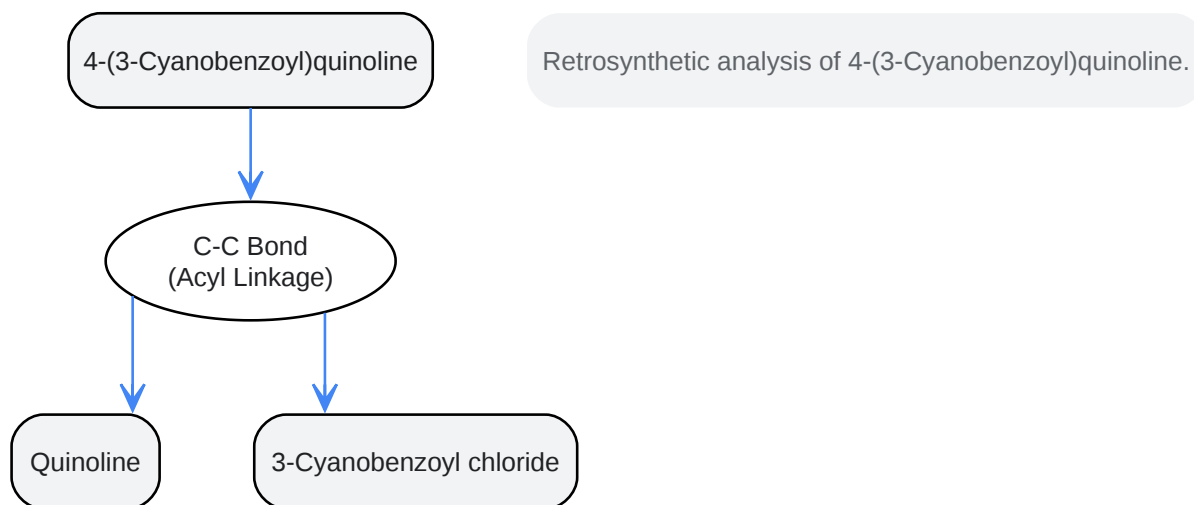 4-(3-Cyanobenzoyl)quinoline
Retrosynthetic analysis of 4-(3-Cyanobenzoyl)quinoline.
C-C Bond
(Acyl Linkage)
Quinoline
3-Cyanobenzoyl chloride